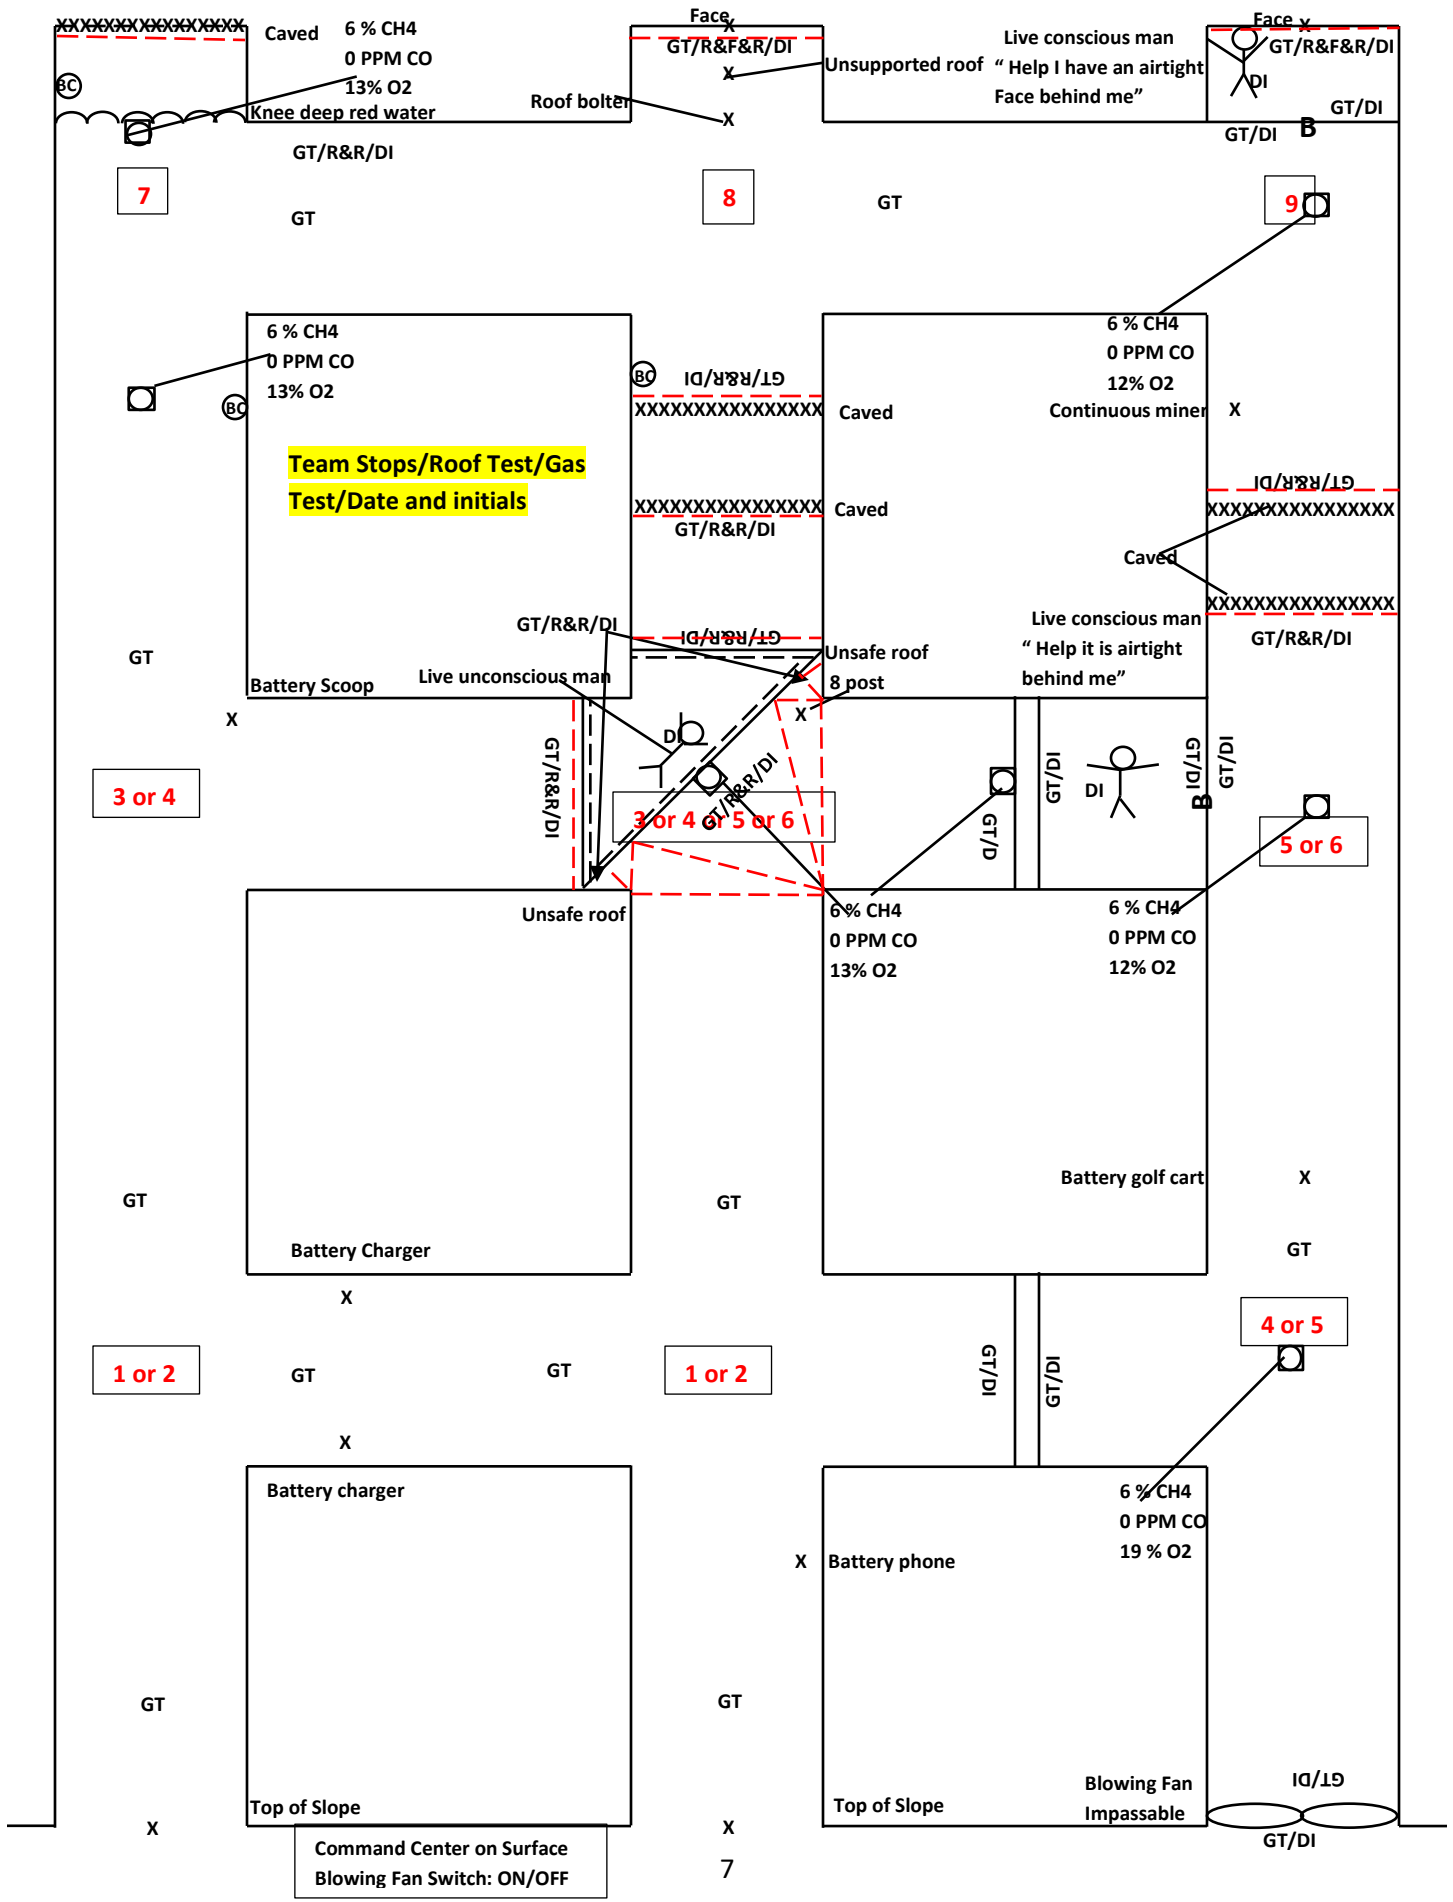 XXXXXXXXXXXXXXXX
Caved
6 % CH4
0 PPM CO
13% O2
BC
Knee deep red water
GT/R&R/DI
Face
X
GT/R&F&R/DI
X
Unsupported roof
Roof bolter
X
Live conscious man
“ Help I have an airtight
Face behind me”
Face
X
GT/R&F&R/DI
DI
GT/DI
GT/DI
B
7
GT
8
GT
9
6 % CH4
0 PPM CO
13% O2
BC
BC
GT/R&R/DI
XXXXXXXXXXXXXXXX
Caved
6 % CH4
0 PPM CO
12% O2
Continuous miner
X
Team Stops/Roof Test/Gas
Test/Date and initials
XXXXXXXXXXXXXXXX
Caved
GT/R&R/DI
GT/R&R/DI
XXXXXXXXXXXXXXXX
Caved
XXXXXXXXXXXXXXXX
GT/R&R/DI
GT/R&R/DI
GT/R&R/DI
Live conscious man
“ Help it is airtight
behind me”
GT
Unsafe roof
8 post
X
Battery Scoop
X
Live unconscious man
DI
GT/R&R/DI
GT/R&R/DI
3 or 4
3 or 4 or 5 or 6
GT/D
GT/DI
DI
GT/DI
B
GT/DI
5 or 6
Unsafe roof
6 % CH4
0 PPM CO
13% O2
6 % CH4
0 PPM CO
12% O2
GT
GT
Battery golf cart
X
GT
Battery Charger
X
1 or 2
GT
GT
1 or 2
GT/DI
GT/DI
4 or 5
X
Battery charger
6 % CH4
0 PPM CO
19 % O2
X
Battery phone
GT
GT
Top of Slope
X
Top of Slope
X
Blowing Fan
Impassable
GT/DI
GT/DI
Command Center on Surface
Blowing Fan Switch: ON/OFF
7